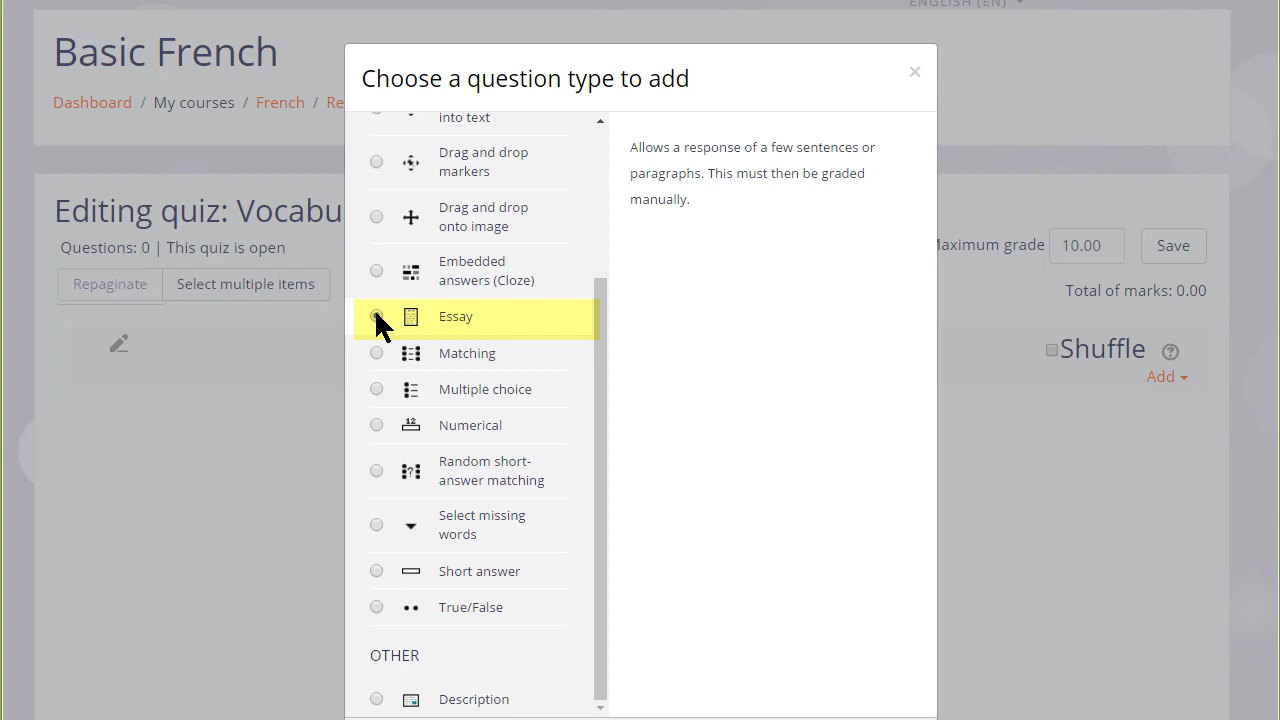 ENGLISH (EN)
Basic French
Dashboard / My courses / French / Re
Choose a question type to add
×
into text
Drag and drop
markers
Drag and drop
onto image
Embedded
answers (Cloze)
Essay
Matching
Multiple choice
12
Numerical
Random short-
answer matching
Select missing
words
Short answer
True/False
OTHER
Description
Allows a response of a few sentences or
paragraphs. This must then be graded
manually.
Editing quiz: Vocabu
Questions: 0 | This quiz is open
Repaginate Select multiple items
Maximum grade 10.00 Save
Total of marks: 0.00
Shuffle ?
Add